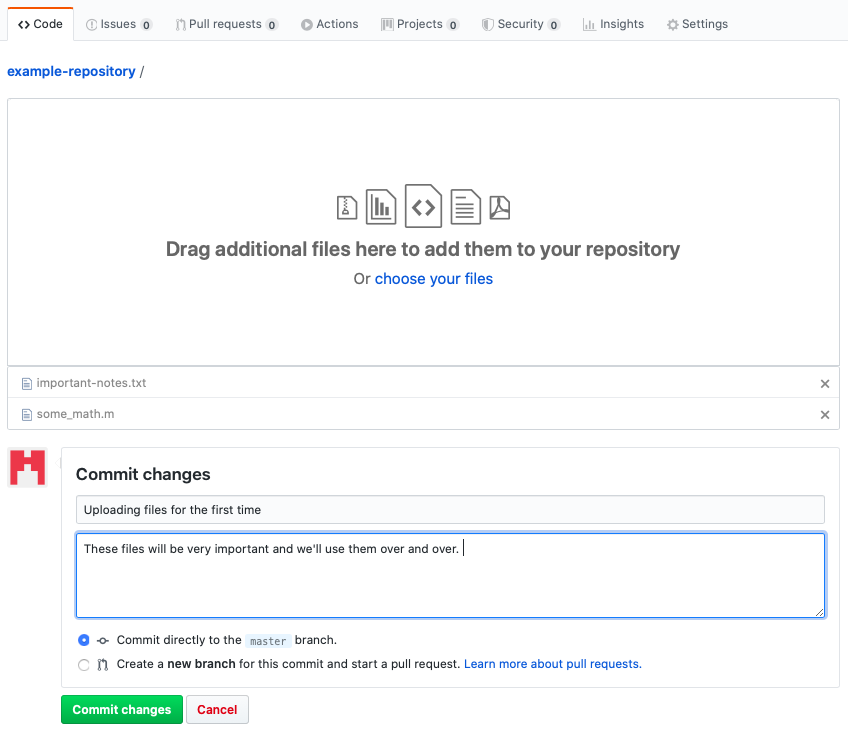 Code Issues 0 Pull requests 0 Actions Projects 0 Security 0 Insights Settings
example-repository /
Drag additional files here to add them to your repository
Or choose your files
important-notes.txt
some_math.m
Commit changes
Uploading files for the first time
These files will be very important and we'll use them over and over.
Commit directly to the master branch.
Create a new branch for this commit and start a pull request. Learn more about pull requests.
Commit changes Cancel